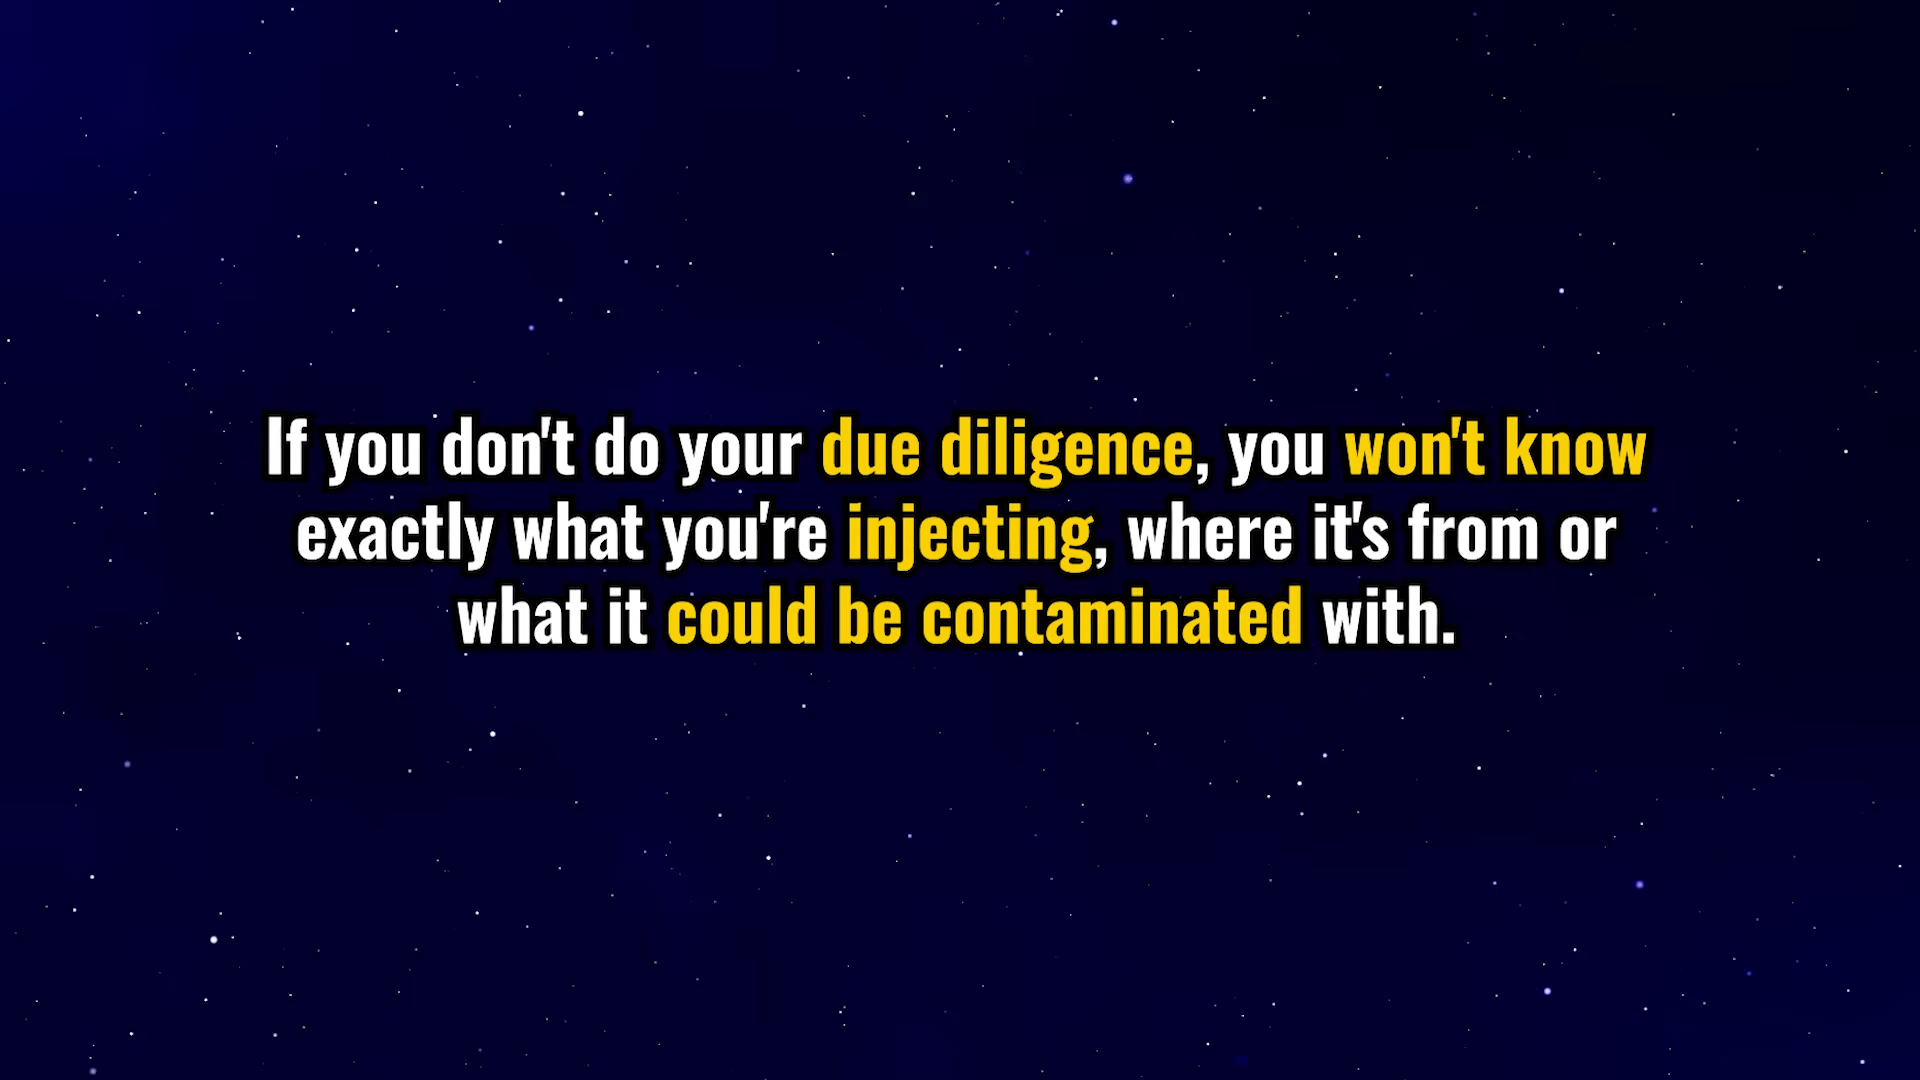 If you don't do your due diligence, you won't know
exactly what you're injecting, where it's from or
what it could be contaminated with.